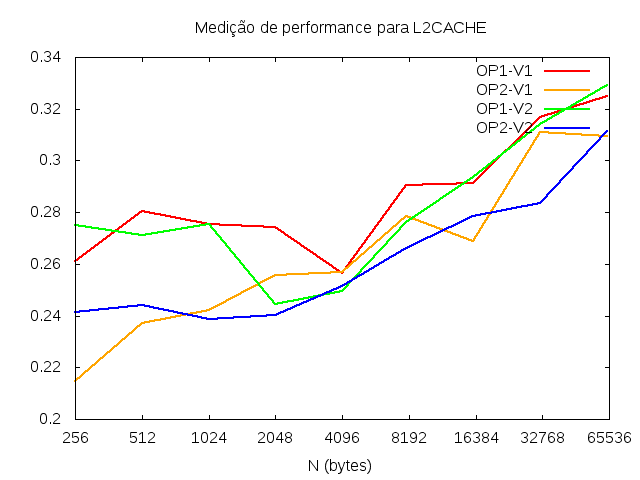 Medição de performance para L2CACHE
0.34
0.32
0.3
0.28
0.26
0.24
0.22
0.2
OP1-V1
OP2-V1
OP1-V2
OP2-V2
256 512 1024 2048 4096 8192 16384 32768 65536
N (bytes)